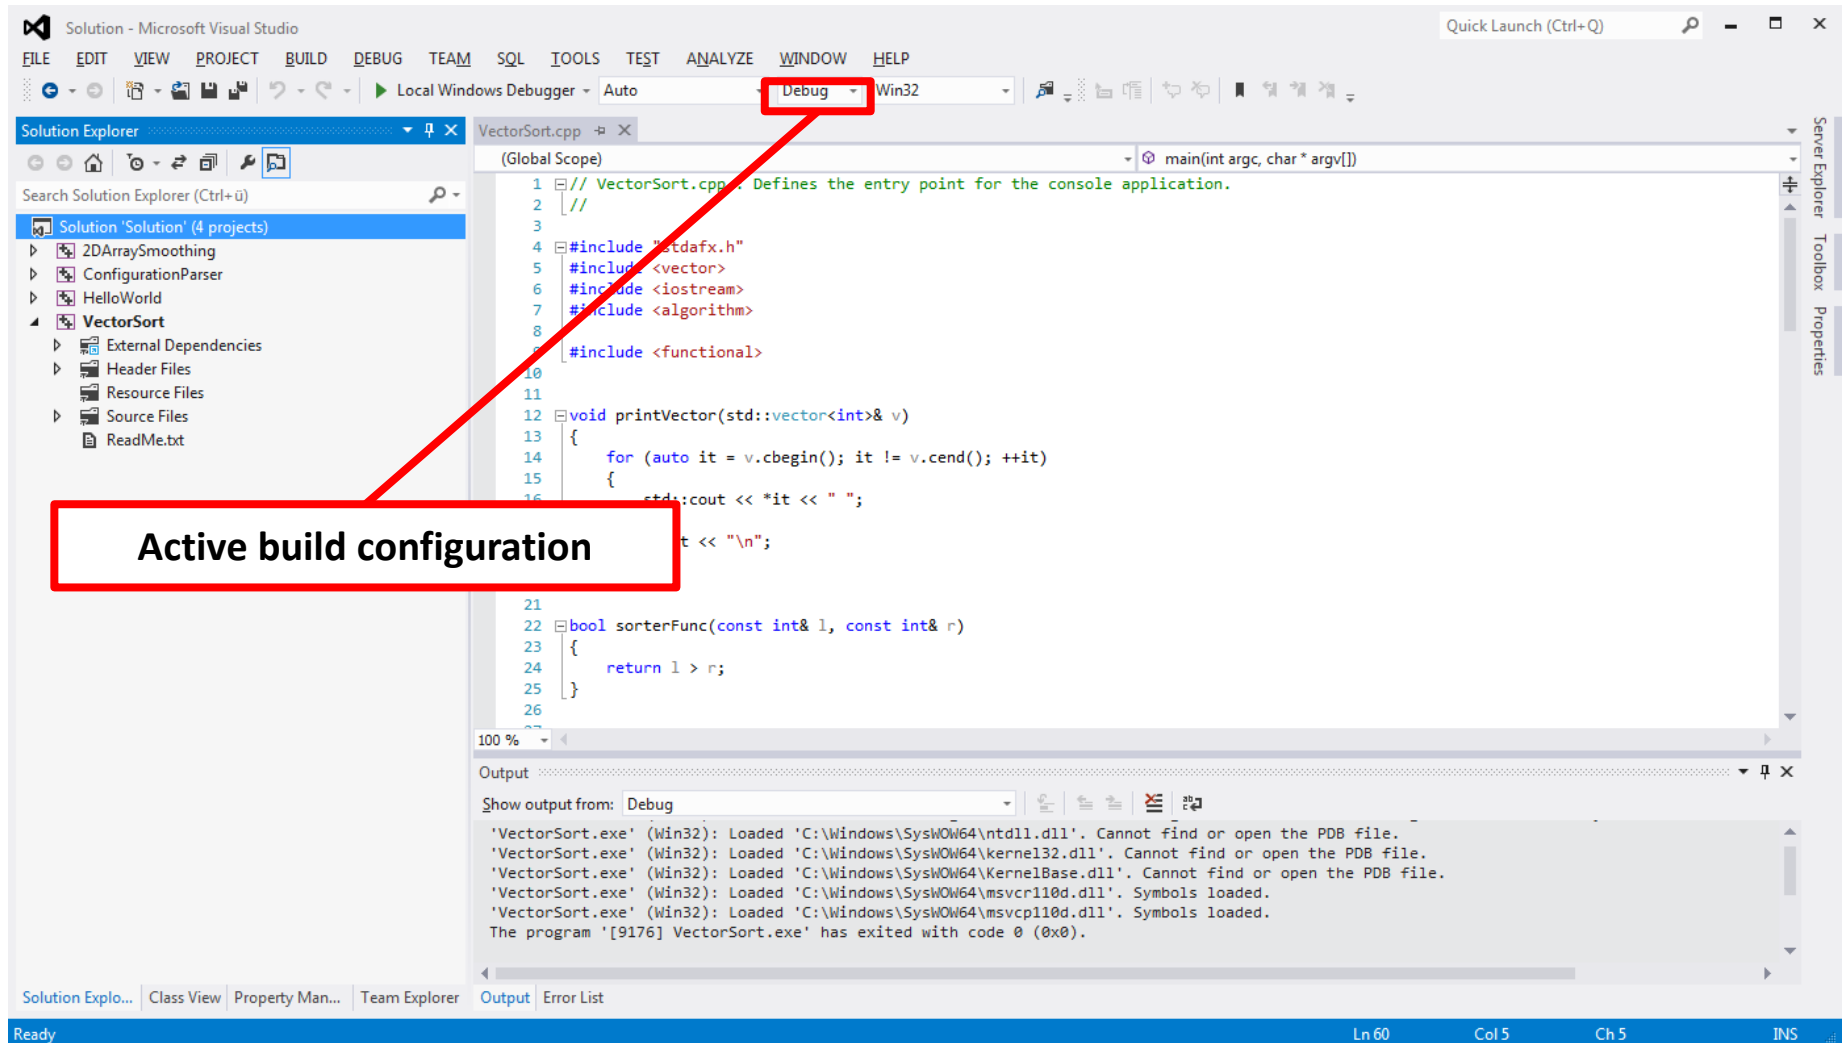 Solution - Microsoft Visual Studio
Quick Launch (Ctrl+Q)
FILE EDIT VIEW PROJECT BUILD DEBUG TEAM SQL TOOLS TEST ANALYZE WINDOW HELP
Local Windows Debugger Auto Debug Win32
Solution Explorer
Search Solution Explorer (Ctrl+ü)
Solution 'Solution' (4 projects)
2DArraySmoothing
ConfigurationParser
HelloWorld
VectorSort
External Dependencies
Header Files
Resource Files
Source Files
ReadMe.txt
Active build configuration
VectorSort.cpp
(Global Scope) main(int argc, char * argv[])
1 // VectorSort.cpp : Defines the entry point for the console application.
2 //
3
4 #include "stdafx.h"
5 #include <vector>
6 #include <iostream>
7 #include <algorithm>
8
9 #include <functional>
10
11
12 void printVector(std::vector<int>& v)
13 {
14 for (auto it = v.cbegin(); it != v.cend(); ++it)
15 {
16 std::cout << *it << " ";
t << "\n";
21
22 bool sorterFunc(const int& l, const int& r)
23 {
24 return l > r;
25 }
26
100 %
Output
Show output from: Debug
'VectorSort.exe' (Win32): Loaded 'C:\Windows\SysWOW64\ntdll.dll'. Cannot find or open the PDB file.
'VectorSort.exe' (Win32): Loaded 'C:\Windows\SysWOW64\kernel32.dll'. Cannot find or open the PDB file.
'VectorSort.exe' (Win32): Loaded 'C:\Windows\SysWOW64\KernelBase.dll'. Cannot find or open the PDB file.
'VectorSort.exe' (Win32): Loaded 'C:\Windows\SysWOW64\msvcr110d.dll'. Symbols loaded.
'VectorSort.exe' (Win32): Loaded 'C:\Windows\SysWOW64\msvcp110d.dll'. Symbols loaded.
The program '[9176] VectorSort.exe' has exited with code 0 (0x0).
Server Explorer
Toolbox
Properties
Solution Explo... Class View Property Man... Team Explorer
Output Error List
Ready Ln 60 Col 5 Ch 5 INS